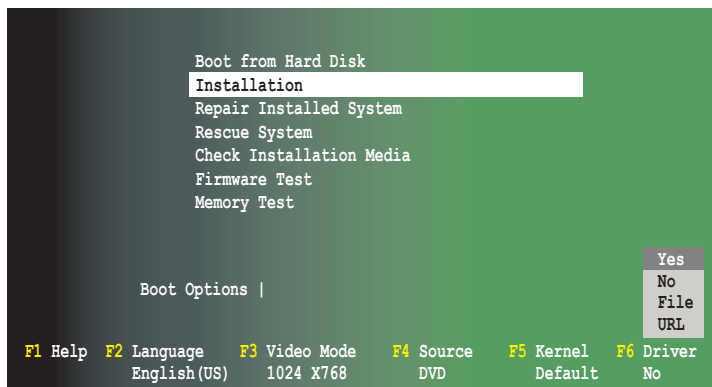 Boot from Hard Disk
Installation
Repair Installed System
Rescue System
Check Installation Media
Firmware Test
Memory Test
Boot Options |
Yes
No
File
URL
F1 Help F2 Language F3 Video Mode F4 Source F5 Kernel F6 Driver
English(US) 1024 X768 DVD Default No